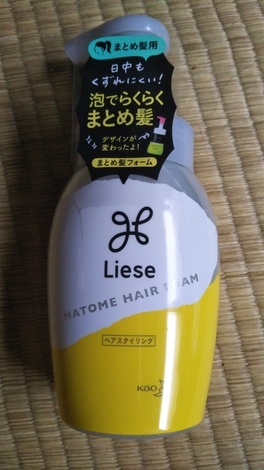 まとめ髪用
日中も
くずれにくい!
泡でらくらく
まとめ髪
デザインが
変わったよ!
まとめ髪フォーム
Liese
MATOME HAIR FOAM
ヘアスタイリング
Kao